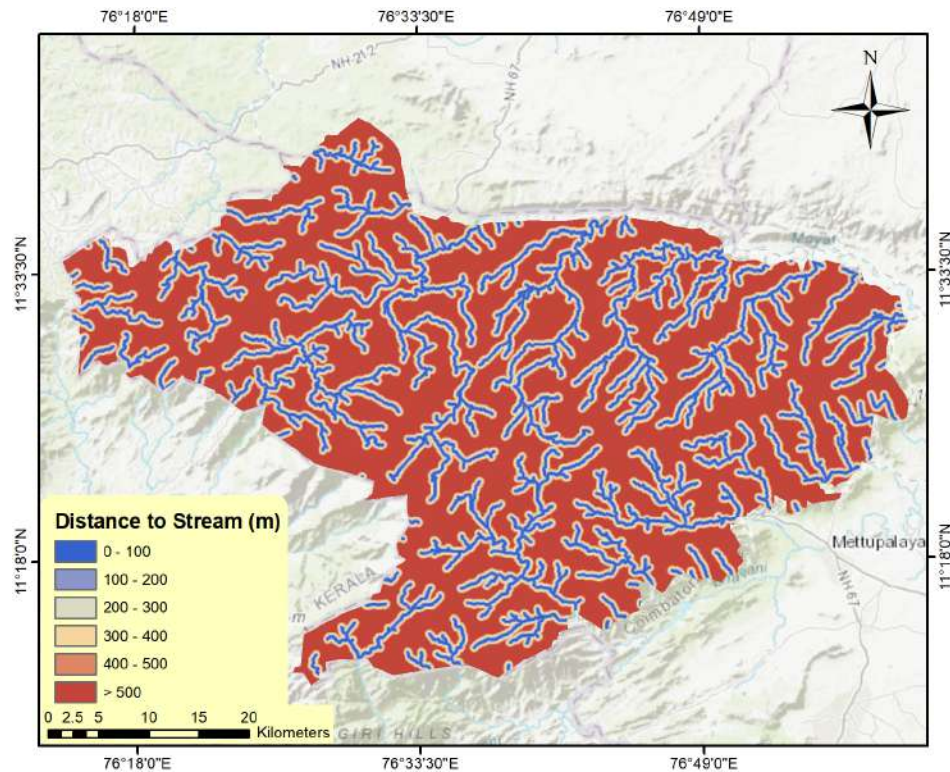 76°18'0"E 76°33'30"E 76°49'0"E
N
NH-212
NH 67
11°33'30"N 11°33'30"N
Moyar
Distance to Stream (m)
0 - 100
100 - 200
200 - 300
300 - 400
400 - 500
> 500
0 2.5 5 10 15 20
Kilometers
11°18'0"N 11°18'0"N
Mettupalaya
KERALA
NH 67
GIRI HILLS
76°18'0"E 76°33'30"E 76°49'0"E